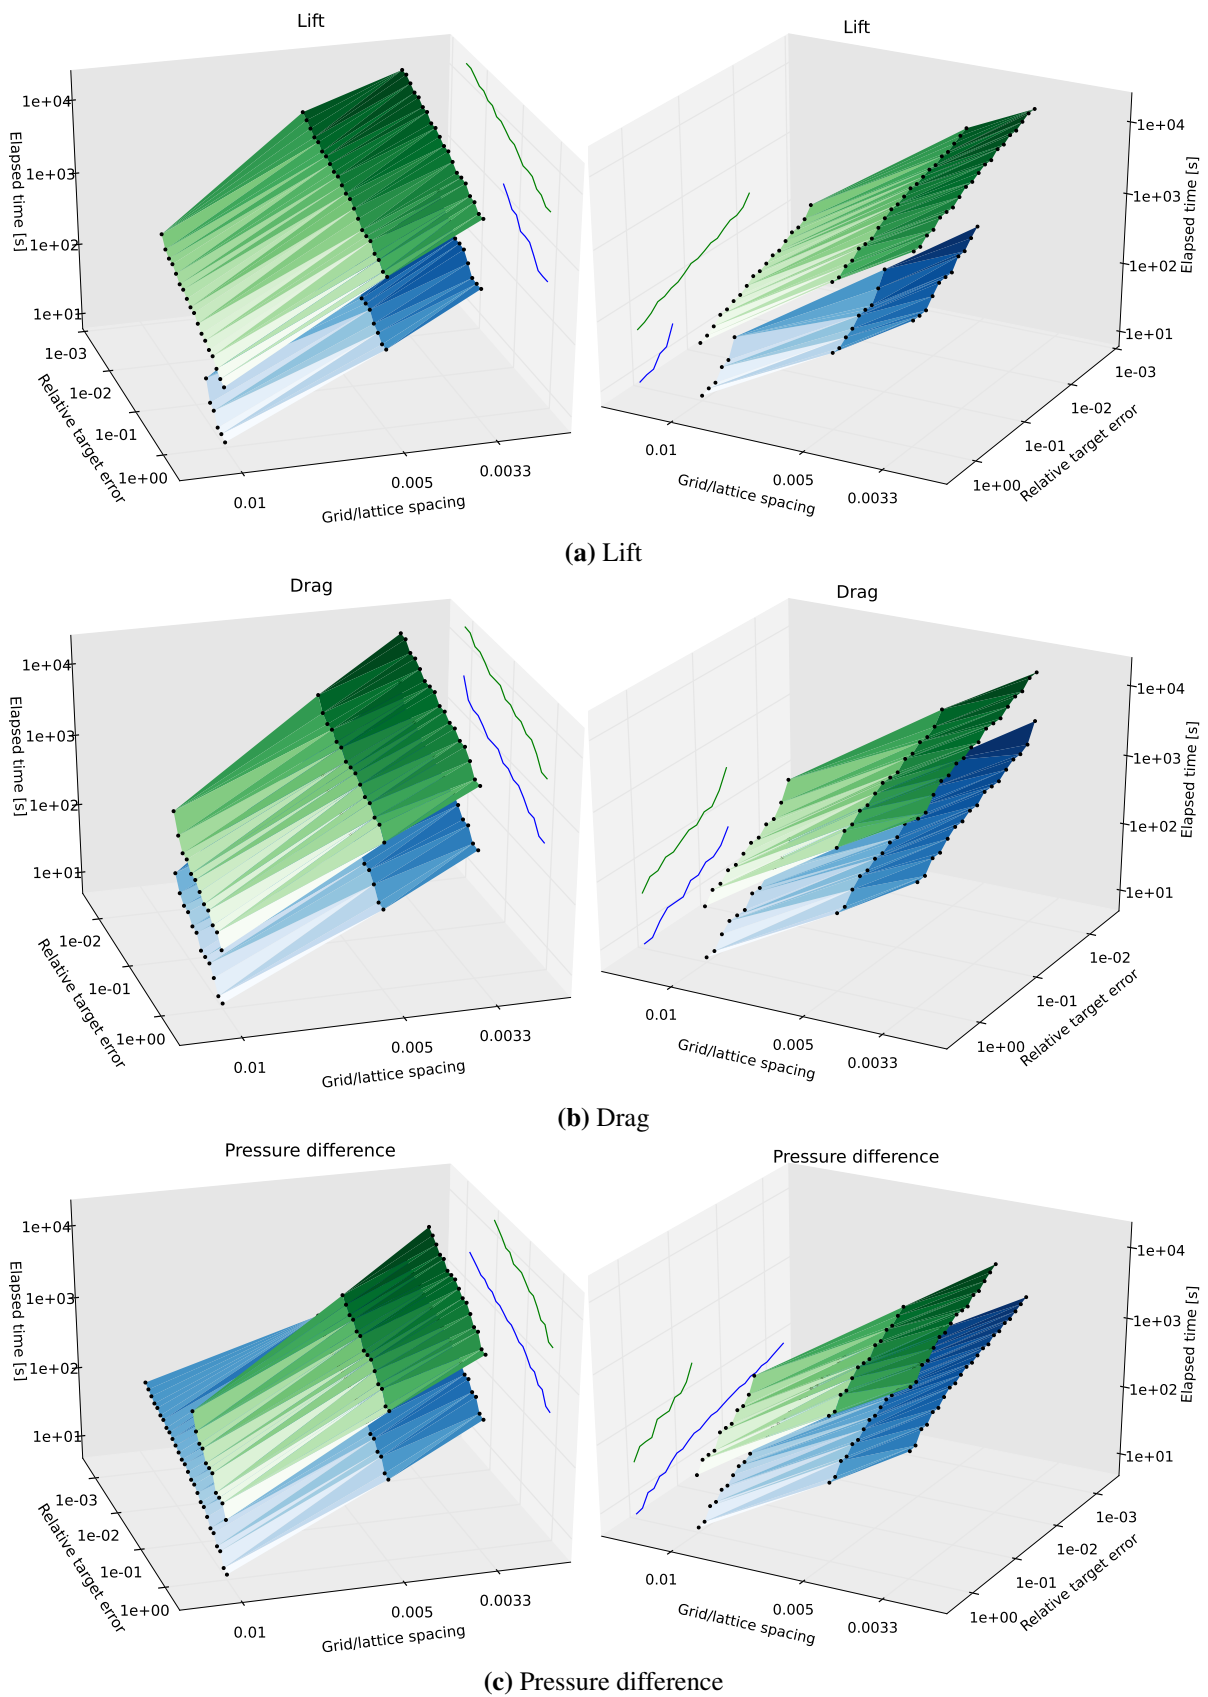 Lift
Elapsed time [s]
1e+04
1e+03
1e+02
1e+01
1e-03
1e-02
1e-01
1e+00
Relative target error
0.01
0.005
0.0033
Grid/lattice spacing
Lift
1e+04
1e+03
1e+02
1e+01
Elapsed time [s]
1e-03
1e-02
1e-01
1e+00
Relative target error
0.01
0.005
0.0033
Grid/lattice spacing
(a) Lift
Drag
Elapsed time [s]
1e+04
1e+03
1e+02
1e+01
1e-02
1e-01
1e+00
Relative target error
0.01
0.005
0.0033
Grid/lattice spacing
Drag
1e+04
1e+03
1e+02
1e+01
Elapsed time [s]
1e-02
1e-01
1e+00
Relative target error
0.01
0.005
0.0033
Grid/lattice spacing
(b) Drag
Pressure difference
Elapsed time [s]
1e+04
1e+03
1e+02
1e+01
1e-03
1e-02
1e-01
1e+00
Relative target error
0.01
0.005
0.0033
Grid/lattice spacing
Pressure difference
1e+04
1e+03
1e+02
1e+01
Elapsed time [s]
1e-03
1e-02
1e-01
1e+00
Relative target error
0.01
0.005
0.0033
Grid/lattice spacing
(c) Pressure difference